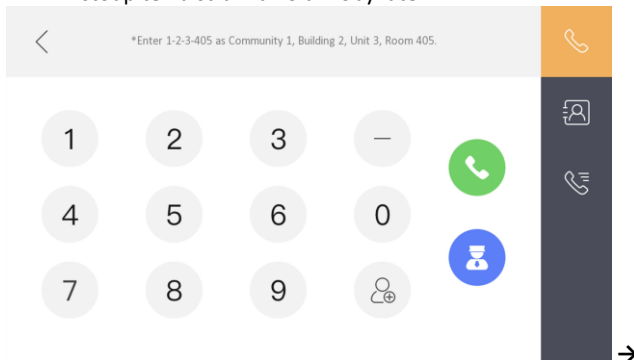 *Enter 1-2-3-405 as Community 1, Building 2, Unit 3, Room 405.
1 2 3 —
4 5 6 0
7 8 9